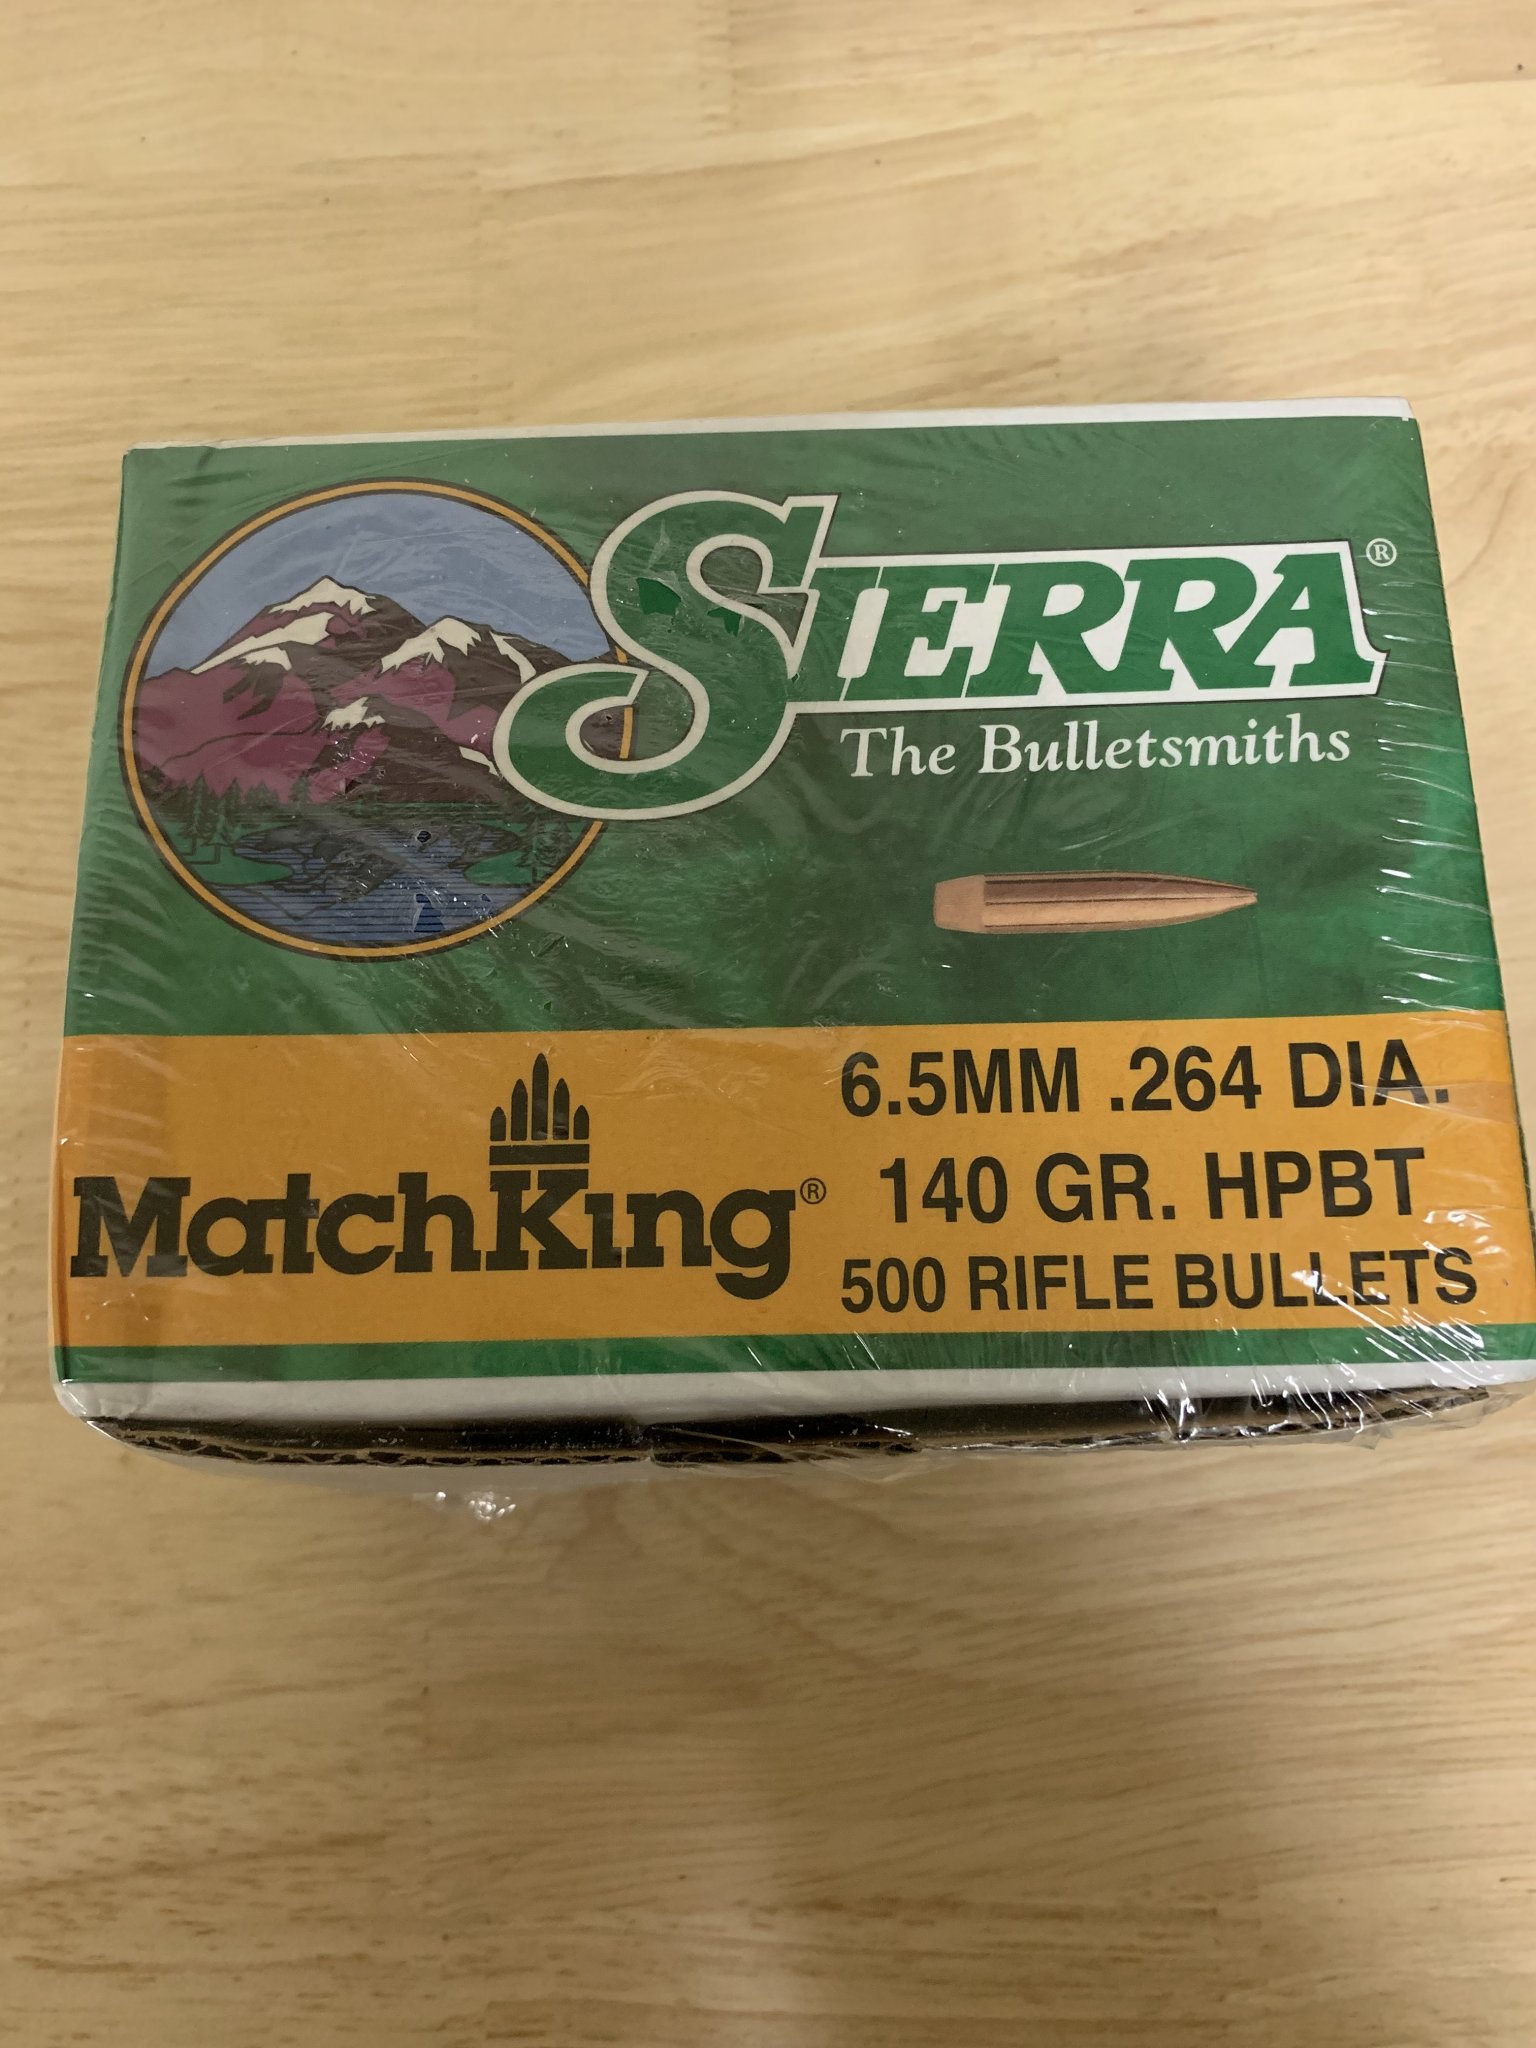 SIERRA®
The Bulletsmiths
MatchKing®
6.5MM .264 DIA.
140 GR. HPBT
500 RIFLE BULLETS